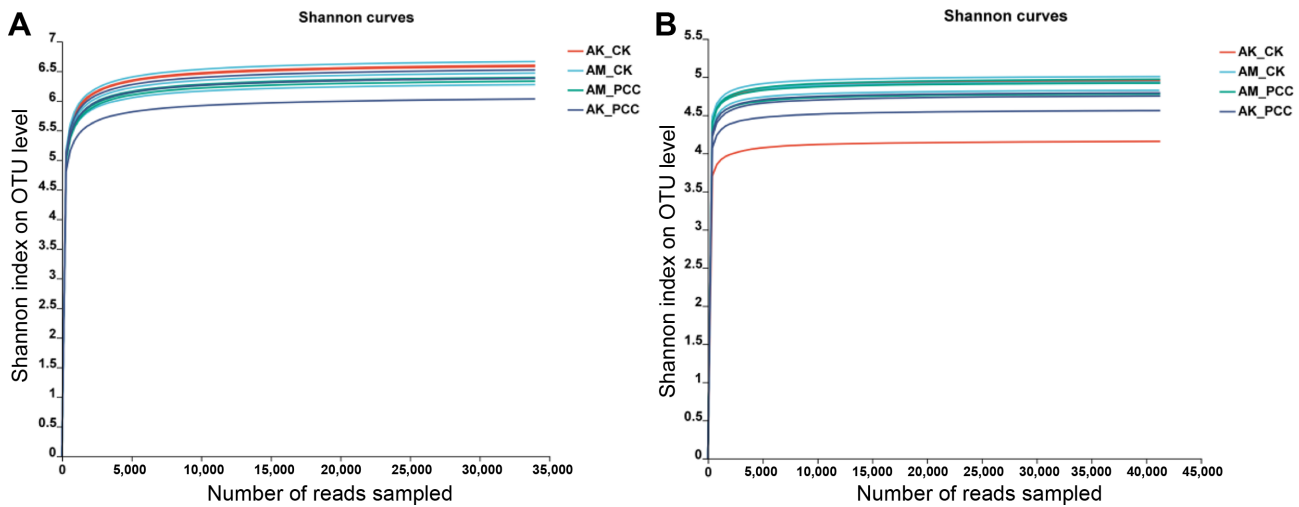 A
Shannon curves
7
6.5
6
5.5
5
4.5
4
3.5
3
2.5
2
1.5
1
0.5
0
Shannon index on OTU level
0 5,000 10,000 15,000 20,000 25,000 30,000 35,000
Number of reads sampled
AK_CK
AM_CK
AM_PCC
AK_PCC
B
Shannon curves
5.5
5
4.5
4
3.5
3
2.5
2
1.5
1
0.5
0
Shannon index on OTU level
0 5,000 10,000 15,000 20,000 25,000 30,000 35,000 40,000 45,000
Number of reads sampled
AK_CK
AM_CK
AM_PCC
AK_PCC